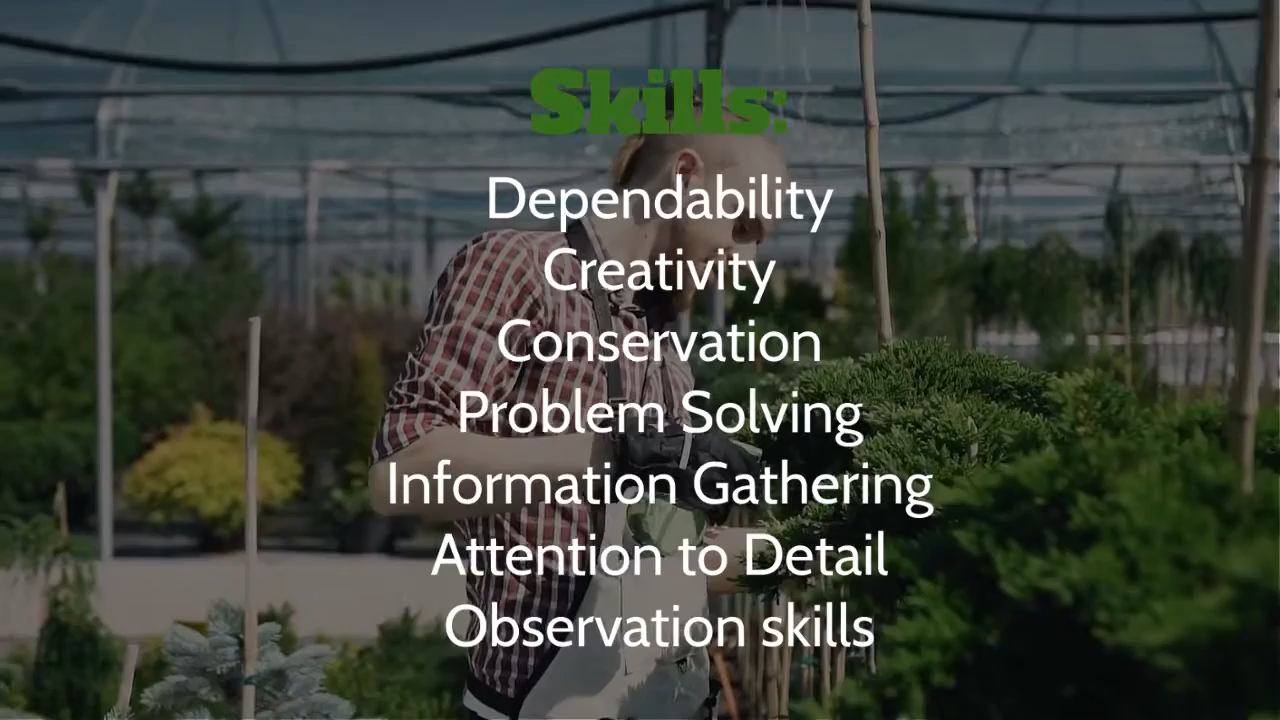 Skills:
Dependability
Creativity
Conservation
Problem Solving
Information Gathering
Attention to Detail
Observation skills